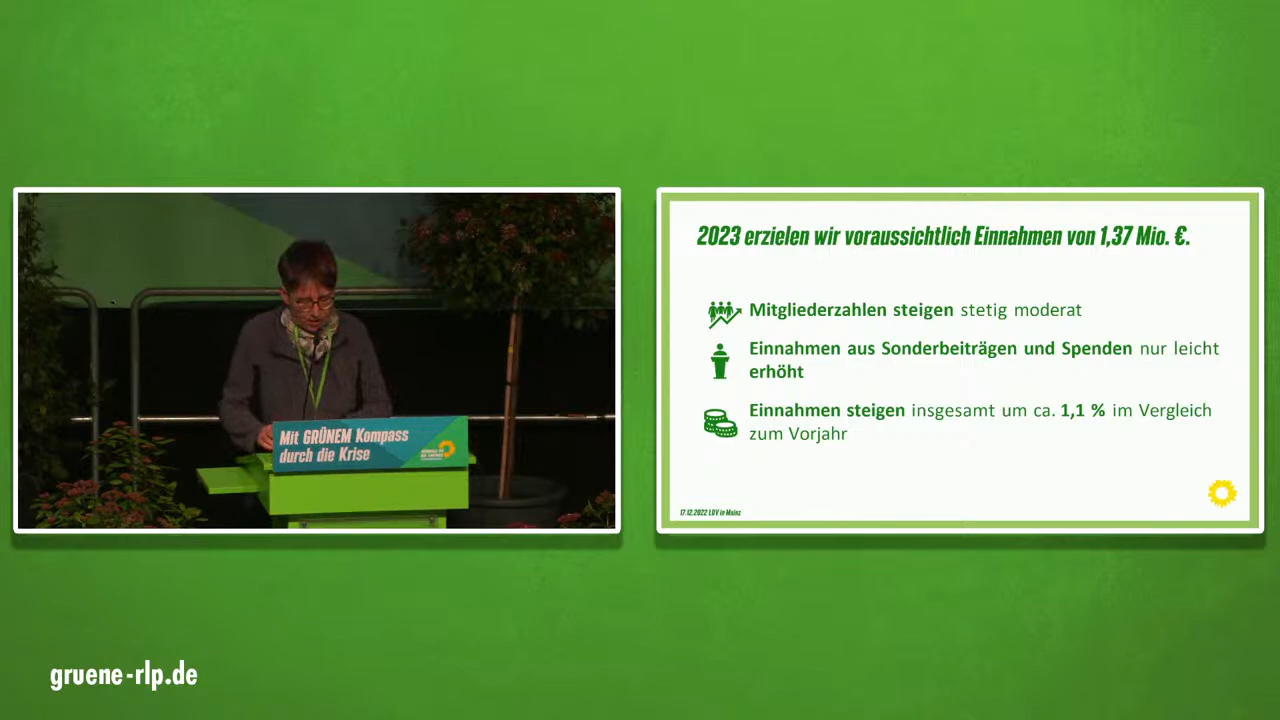 Mit GRÜNEM Kompass
durch die Krise
2023 erzielen wir voraussichtlich Einnahmen von 1,37 Mio. €.
Mitgliederzahlen steigen stetig moderat
Einnahmen aus Sonderbeiträgen und Spenden nur leicht
erhöht
Einnahmen steigen insgesamt um ca. 1,1 % im Vergleich
zum Vorjahr
17.12.2022 LDV in Mainz
gruene-rlp.de